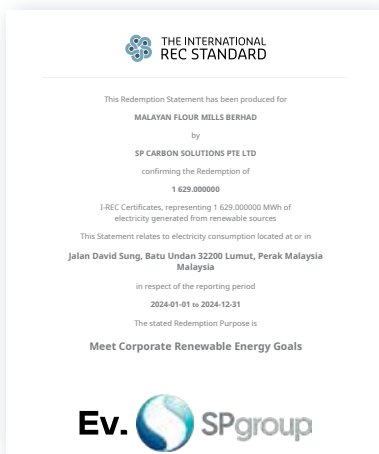 THE INTERNATIONAL
REC STANDARD
This Redemption Statement has been produced for
MALAYAN FLOUR MILLS BERHAD
by
SP CARBON SOLUTIONS PTE LTD
confirming the Redemption of
1 629.000000
I-REC Certificates, representing 1 629.000000 MWh of
electricity generated from renewable sources
This Statement relates to electricity consumption located at or in
Jalan David Sung, Batu Undan 32200 Lumut, Perak Malaysia
Malaysia
in respect of the reporting period
2024-01-01 to 2024-12-31
The stated Redemption Purpose is
Meet Corporate Renewable Energy Goals
Ev. SPgroup